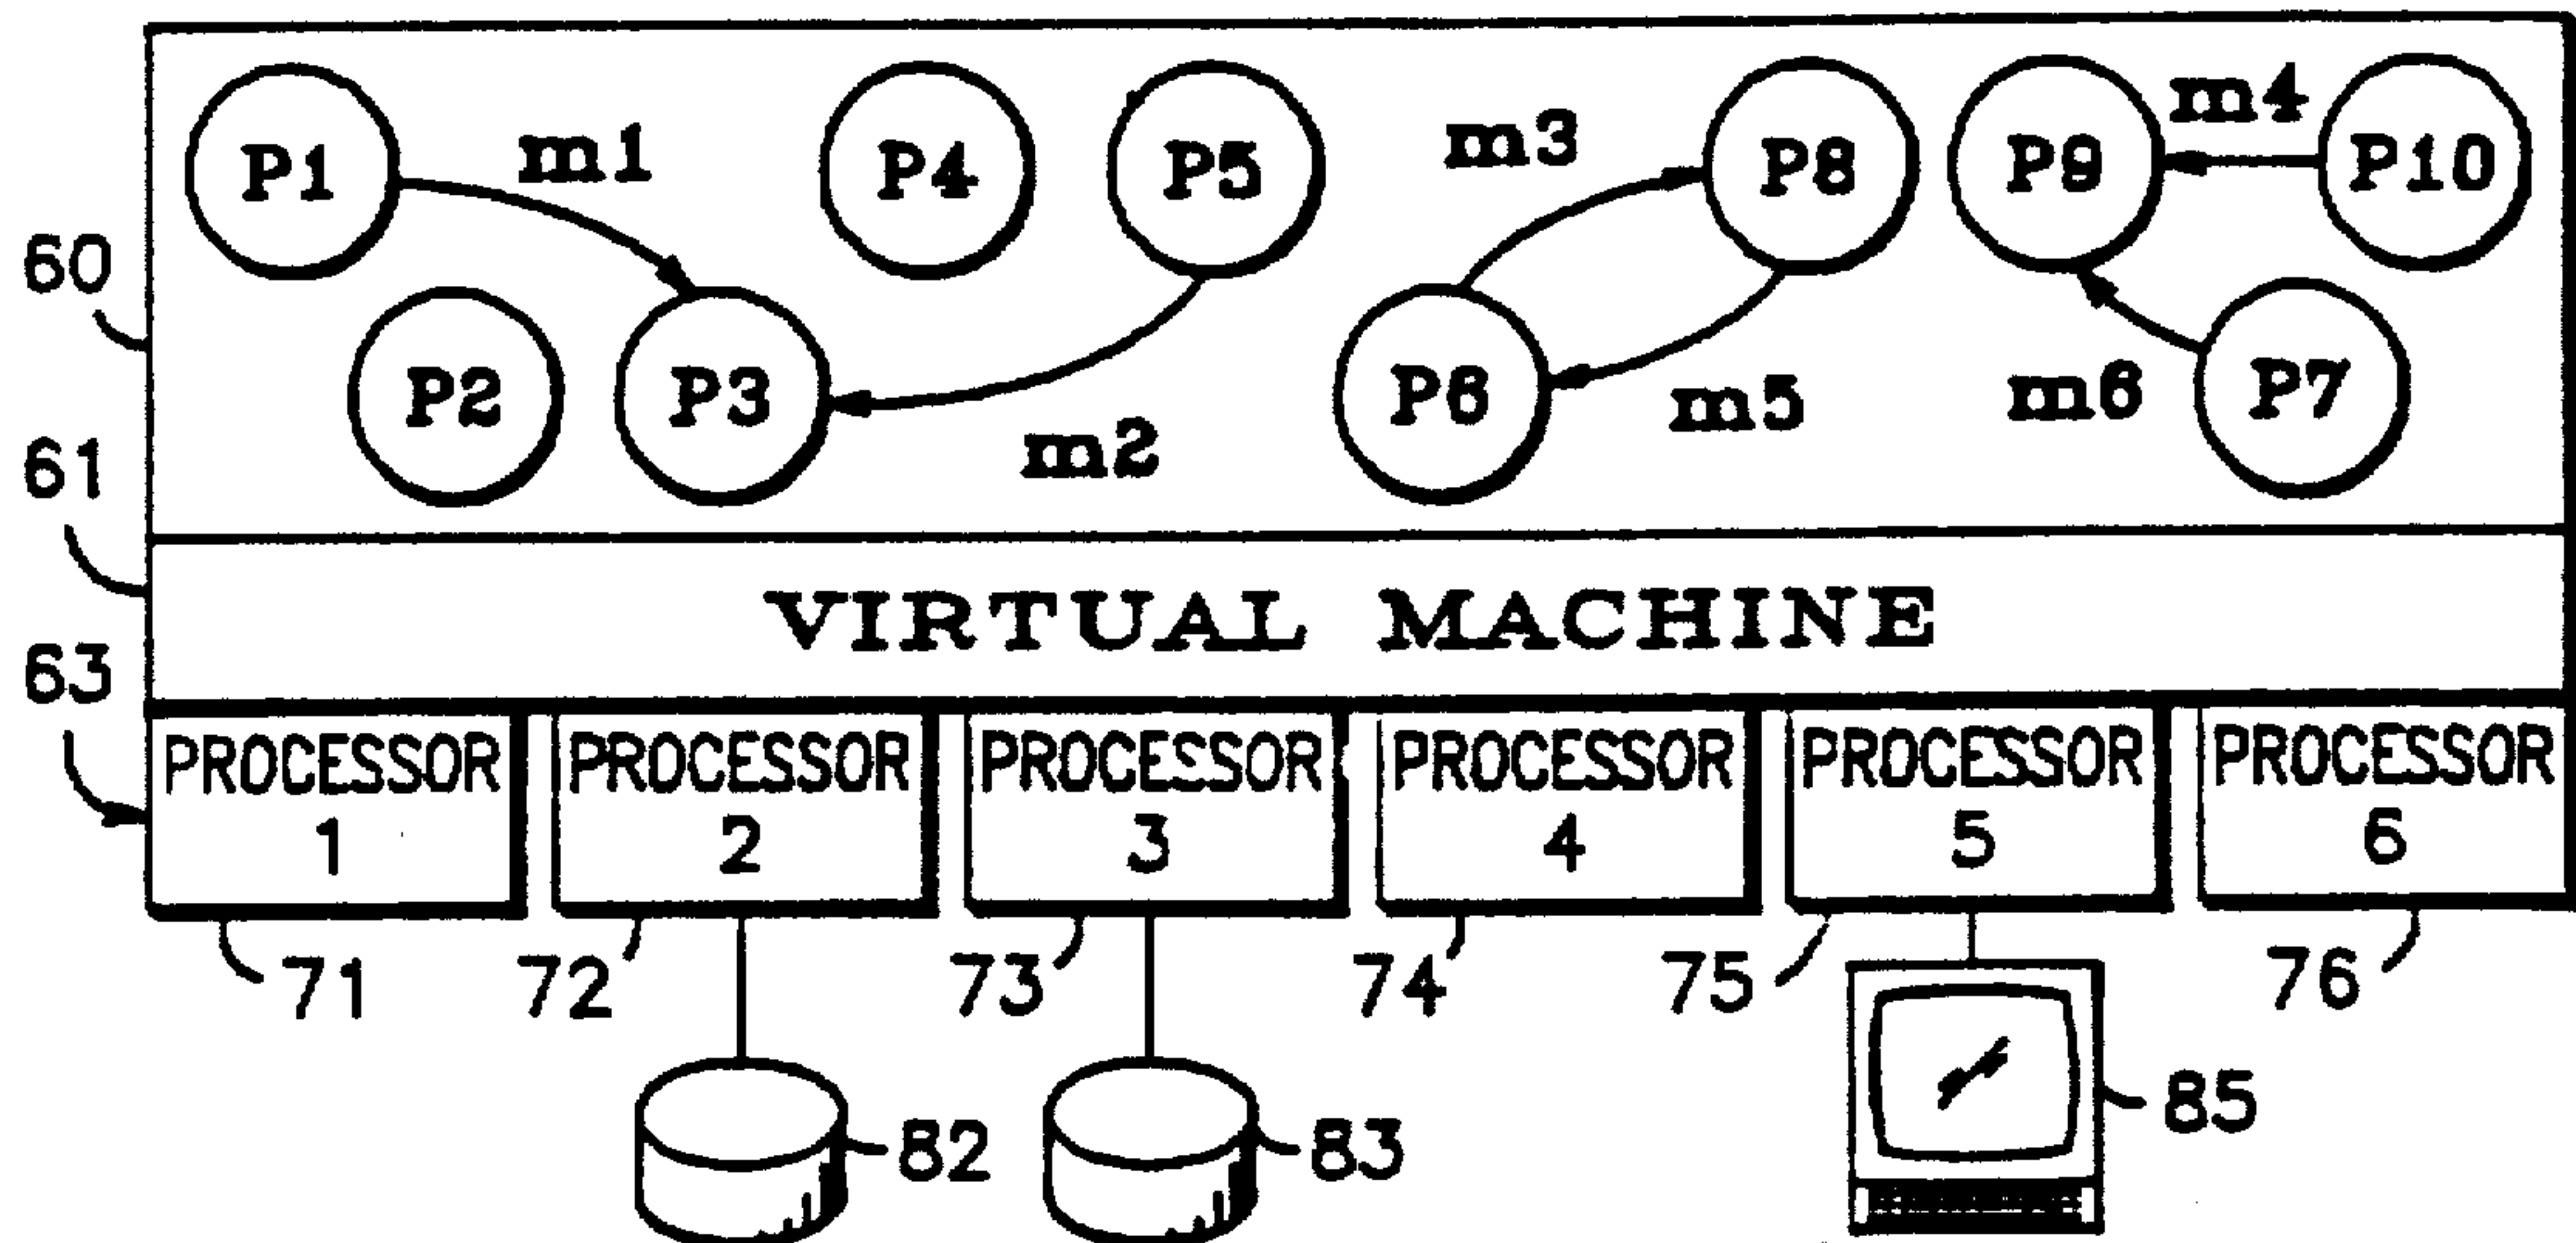 P1 m1 P4 P5 m3 P8 P9 m4 P10
60
P2 P3 m2 P6 m5 m6 P7
61
VIRTUAL MACHINE
63
PROCESSOR 1
PROCESSOR 2
PROCESSOR 3
PROCESSOR 4
PROCESSOR 5
PROCESSOR 6
71 72 73 74 75 76
82 83 85